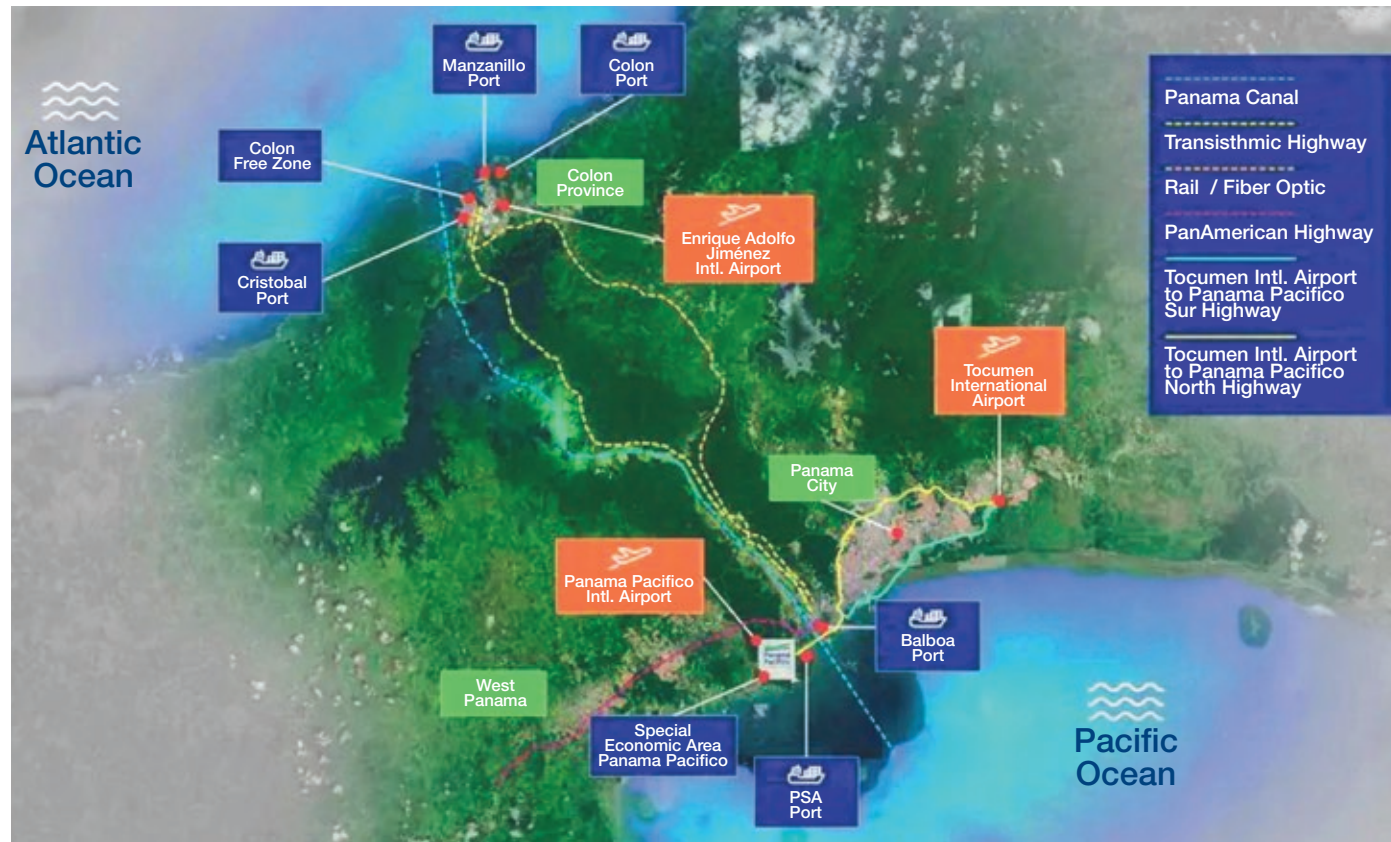 Manzanillo
Port
Colon
Port
Atlantic
Ocean
Colon
Free Zone
Colon
Province
Cristobal
Port
Enrique Adolfo
Jiménez
Intl. Airport
Panama Canal
Transisthmic Highway
Rail / Fiber Optic
PanAmerican Highway
Tocumen Intl. Airport
to Panama Pacifico
Sur Highway
Tocumen Intl. Airport
to Panama Pacifico
North Highway
Tocumen
International
Airport
Panama
City
Panama Pacifico
Intl. Airport
Balboa
Port
Panamá
Pacifico
West
Panama
Special
Economic Area
Panama Pacifico
PSA
Port
Pacific
Ocean